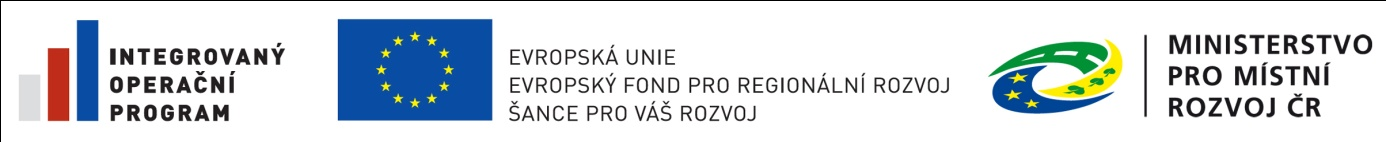 INTEGROVANÝ
OPERAČNÍ
PROGRAM
EVROPSKÁ UNIE
EVROPSKÝ FOND PRO REGIONÁLNÍ ROZVOJ
ŠANCE PRO VÁŠ ROZVOJ
MINISTERSTVO
PRO MÍSTNÍ
ROZVOJ ČR